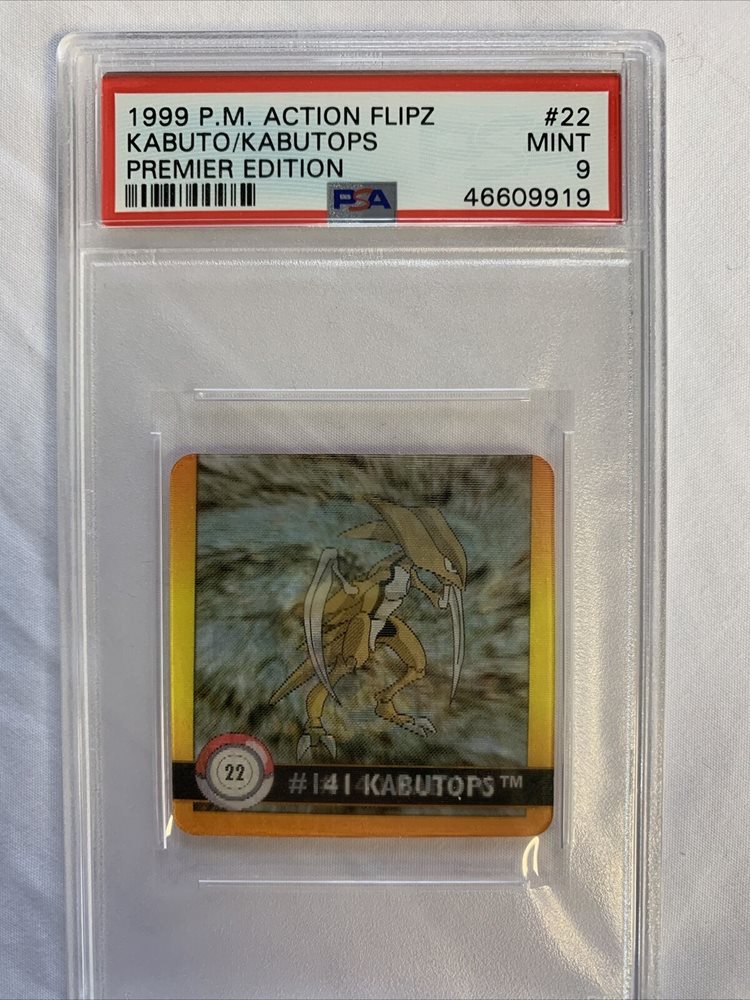 1999 P.M. ACTION FLIPZ #22
KABUTO/KABUTOPS MINT
PREMIER EDITION 9
PSA 46609919
22
#141 KABUTOPS™